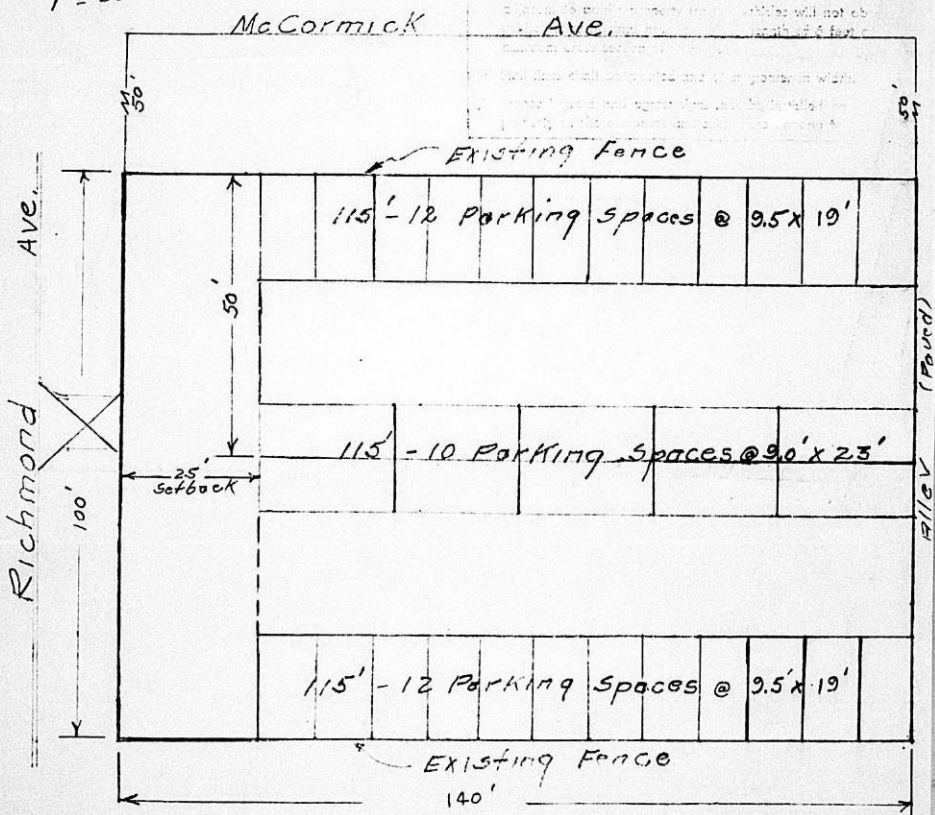 McCormick Ave.
50'
50'
Existing Fence
115' - 12 Parking Spaces @ 9.5 x 19'
Richmond Ave.
50'
100'
25'
Setback
115' - 10 Parking Spaces @ 9.0' x 23'
Alley (Paved)
115' - 12 Parking Spaces @ 9.5' x 19'
Existing Fence
140'